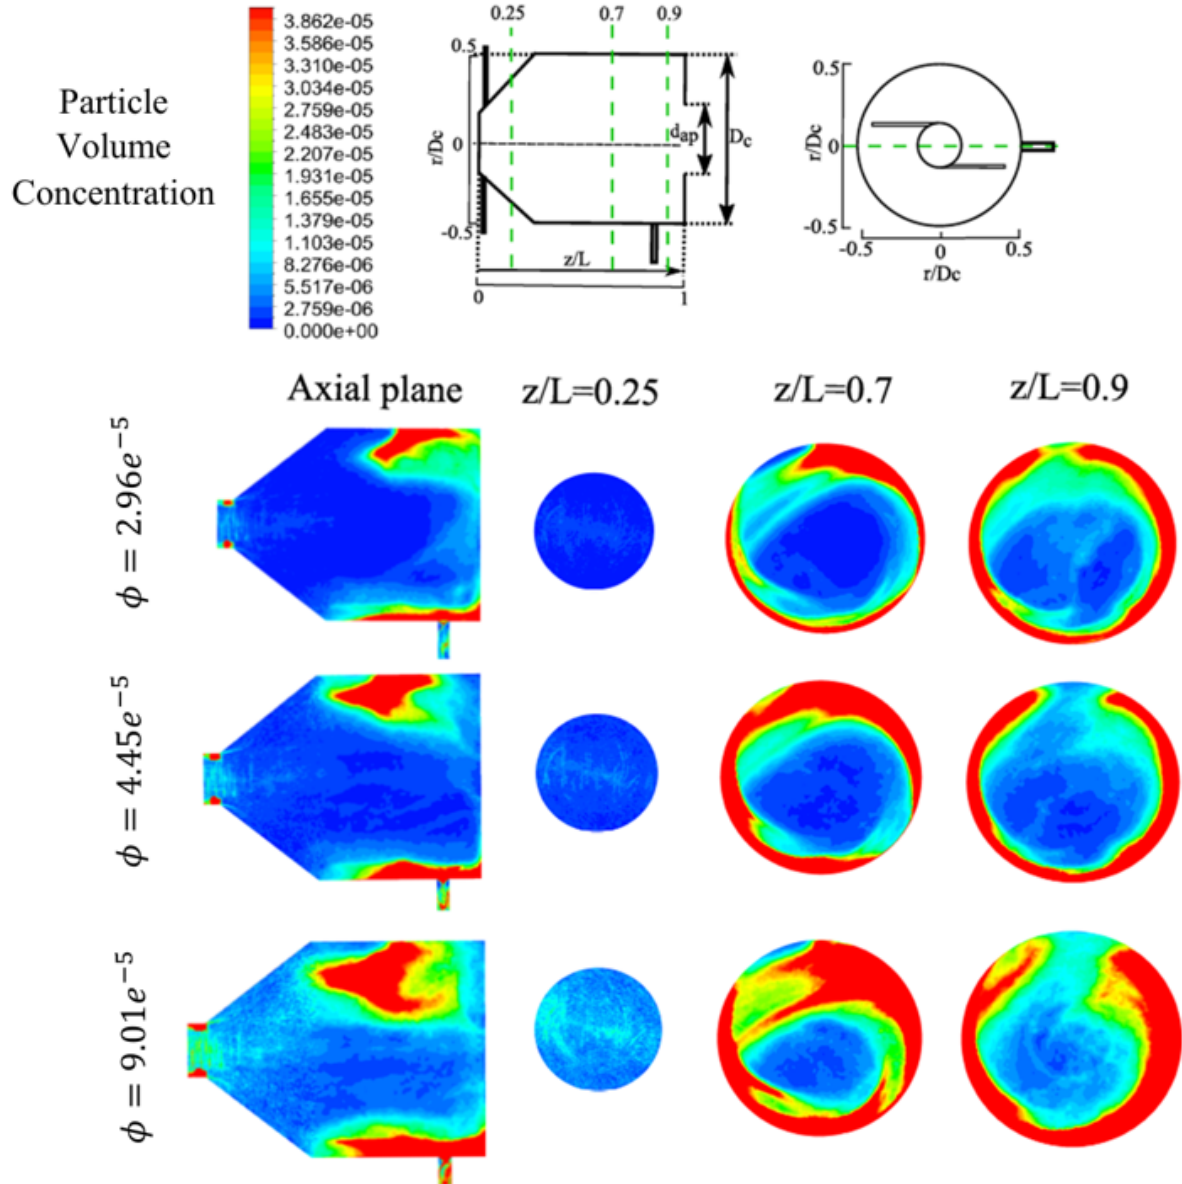 Particle
Volume
Concentration
3.862e-05
3.586e-05
3.310e-05
3.034e-05
2.759e-05
2.483e-05
2.207e-05
1.931e-05
1.655e-05
1.379e-05
1.103e-05
8.276e-06
5.517e-06
2.759e-06
0.000e+00
0.25 0.7 0.9
0.5
0
-0.5
r/Dc
dap
Dc
z/L
0 1
0.5
0
-0.5
r/Dc
-0.5 0 0.5
r/Dc
Axial plane z/L=0.25 z/L=0.7 z/L=0.9
ϕ = 2.96e⁻⁵
ϕ = 4.45e⁻⁵
ϕ = 9.01e⁻⁵